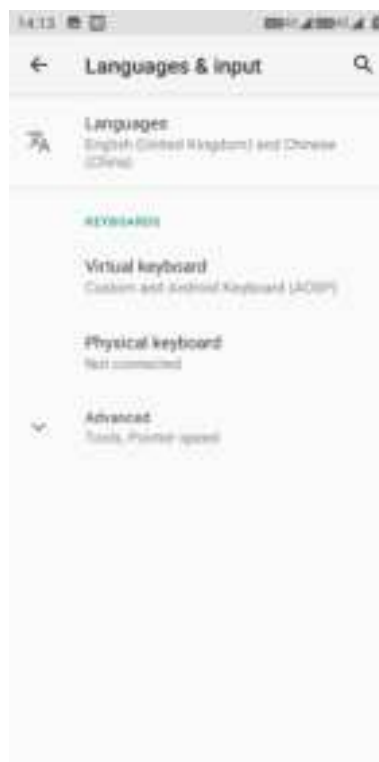 14:13
Languages & input
Languages
English (United Kingdom) and Chinese
(China)
KEYBOARDS
Virtual keyboard
Custom and Android Keyboard (AOSP)
Physical keyboard
Not connected
Advanced
Tools, Pointer speed